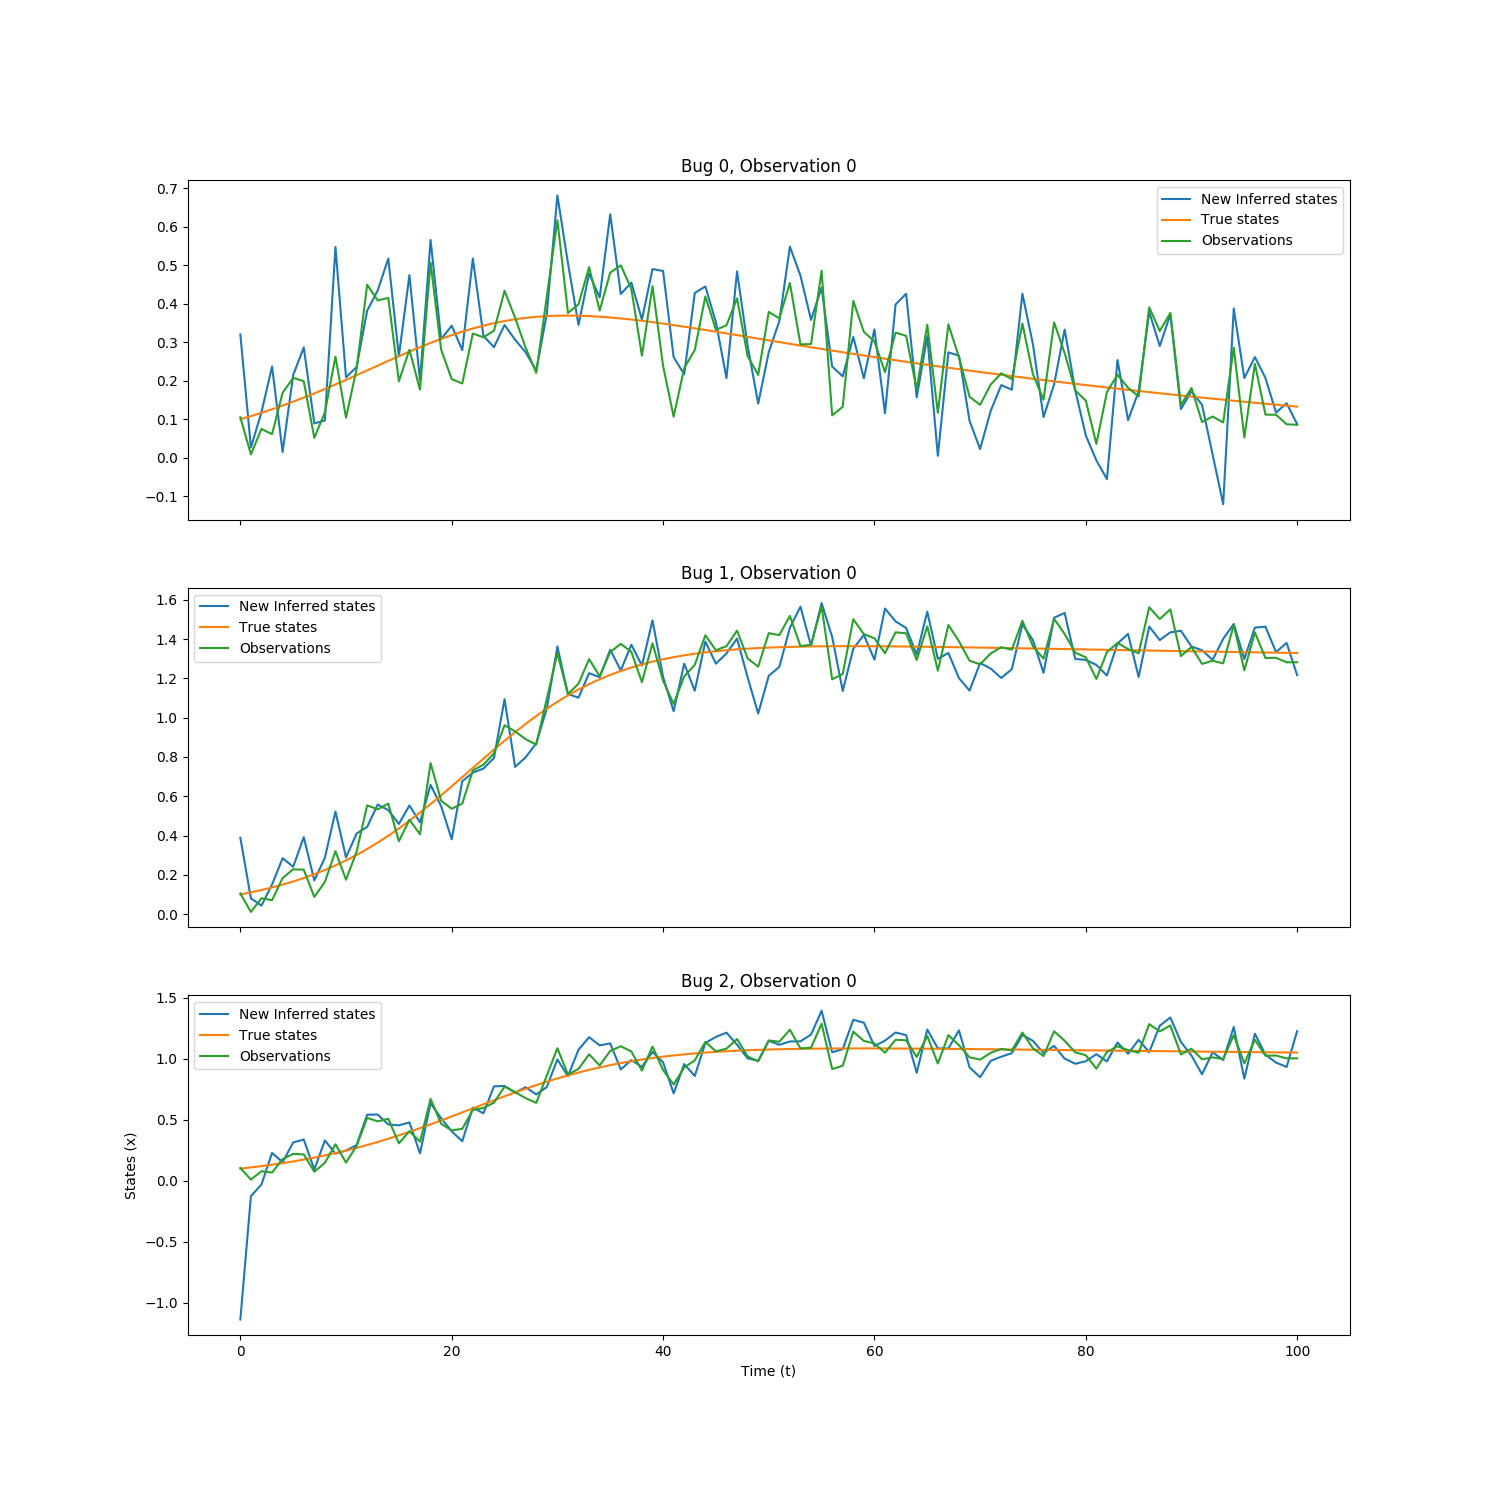 Bug 0, Observation 0
0.7
0.6
0.5
0.4
0.3
0.2
0.1
0.0
−0.1
New Inferred states
True states
Observations
Bug 1, Observation 0
1.6
1.4
1.2
1.0
0.8
0.6
0.4
0.2
0.0
New Inferred states
True states
Observations
Bug 2, Observation 0
1.5
1.0
0.5
0.0
−0.5
−1.0
New Inferred states
True states
Observations
States (x)
0 20 40 60 80 100
Time (t)